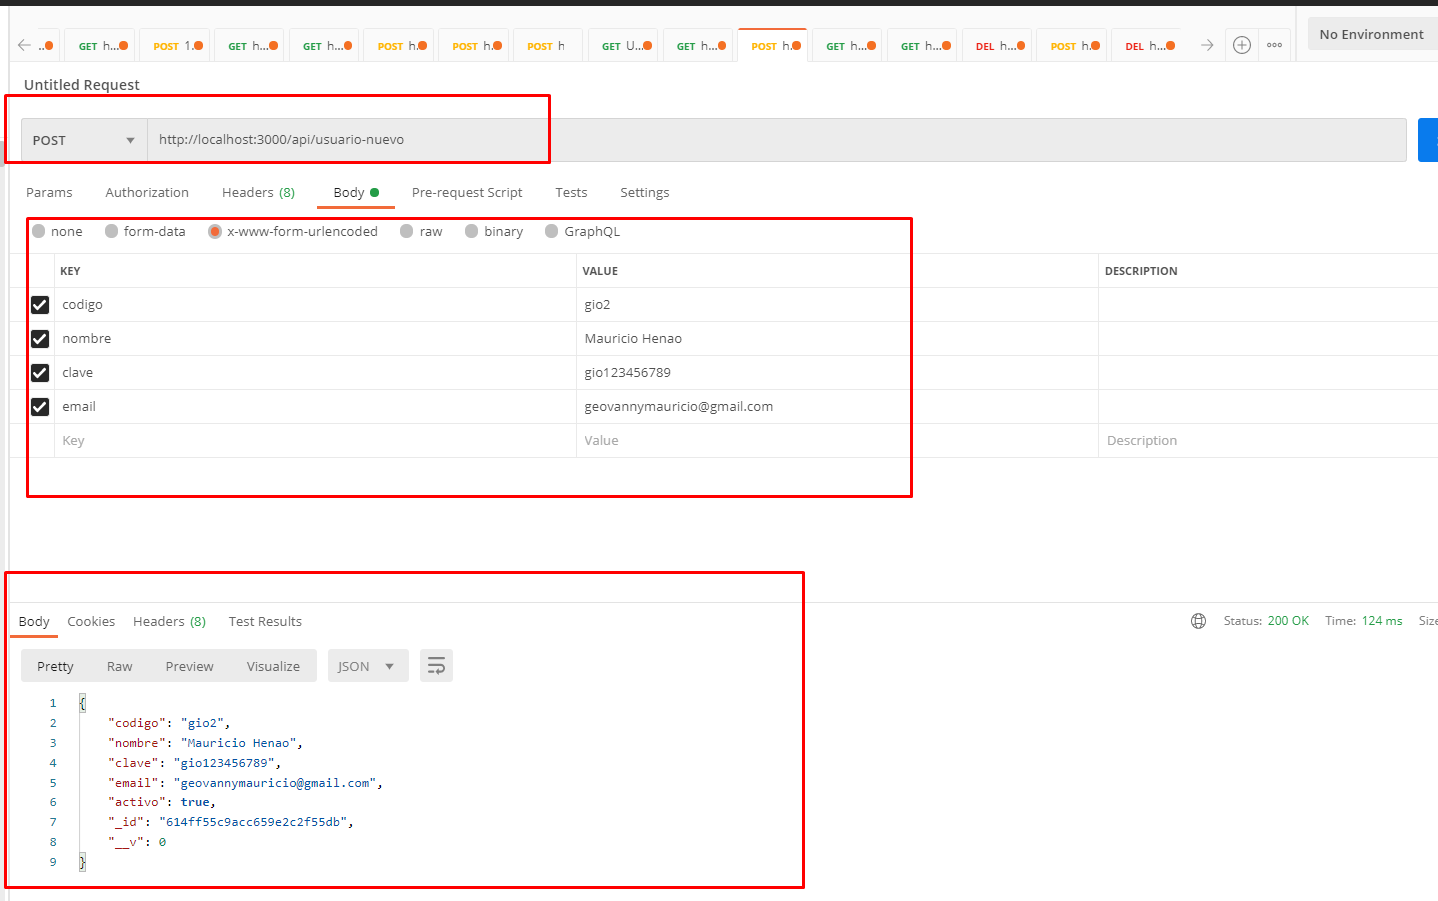 .. GET h... POST 1... GET h... GET h... POST h... POST h... POST h GET U... GET h... POST h... GET h... GET h... DEL h... POST h... DEL h... No Environment
Untitled Request
POST http://localhost:3000/api/usuario-nuevo
Params Authorization Headers (8) Body Pre-request Script Tests Settings
none form-data x-www-form-urlencoded raw binary GraphQL
KEY VALUE DESCRIPTION
codigo gio2
nombre Mauricio Henao
clave gio123456789
email geovannymauricio@gmail.com
Key Value Description
Body Cookies Headers (8) Test Results Status: 200 OK Time: 124 ms Size
Pretty Raw Preview Visualize JSON
1 {
2 "codigo": "gio2",
3 "nombre": "Mauricio Henao",
4 "clave": "gio123456789",
5 "email": "geovannymauricio@gmail.com",
6 "activo": true,
7 "_id": "614ff55c9acc659e2c2f55db",
8 "__v": 0
9 }